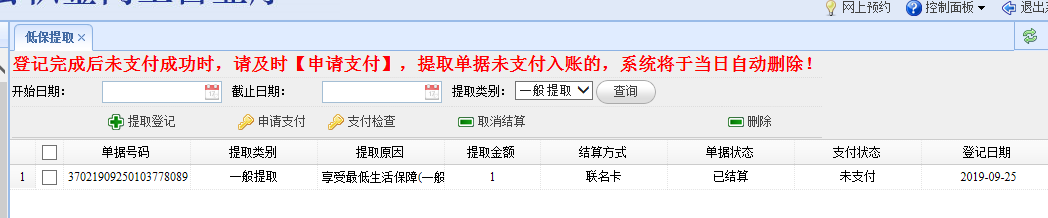 网上预约 控制面板 退出
低保提取
登记完成后未支付成功时，请及时【申请支付】，提取单据未支付入账的，系统将于当日自动删除！
开始日期： 截止日期： 提取类别： 一般提取 查询
提取登记 申请支付 支付检查 取消结算 删除
单据号码 提取类别 提取原因 提取金额 结算方式 单据状态 支付状态 登记日期
1 37021909250103778089 一般提取 享受最低生活保障(一般 1 联名卡 已结算 未支付 2019-09-25